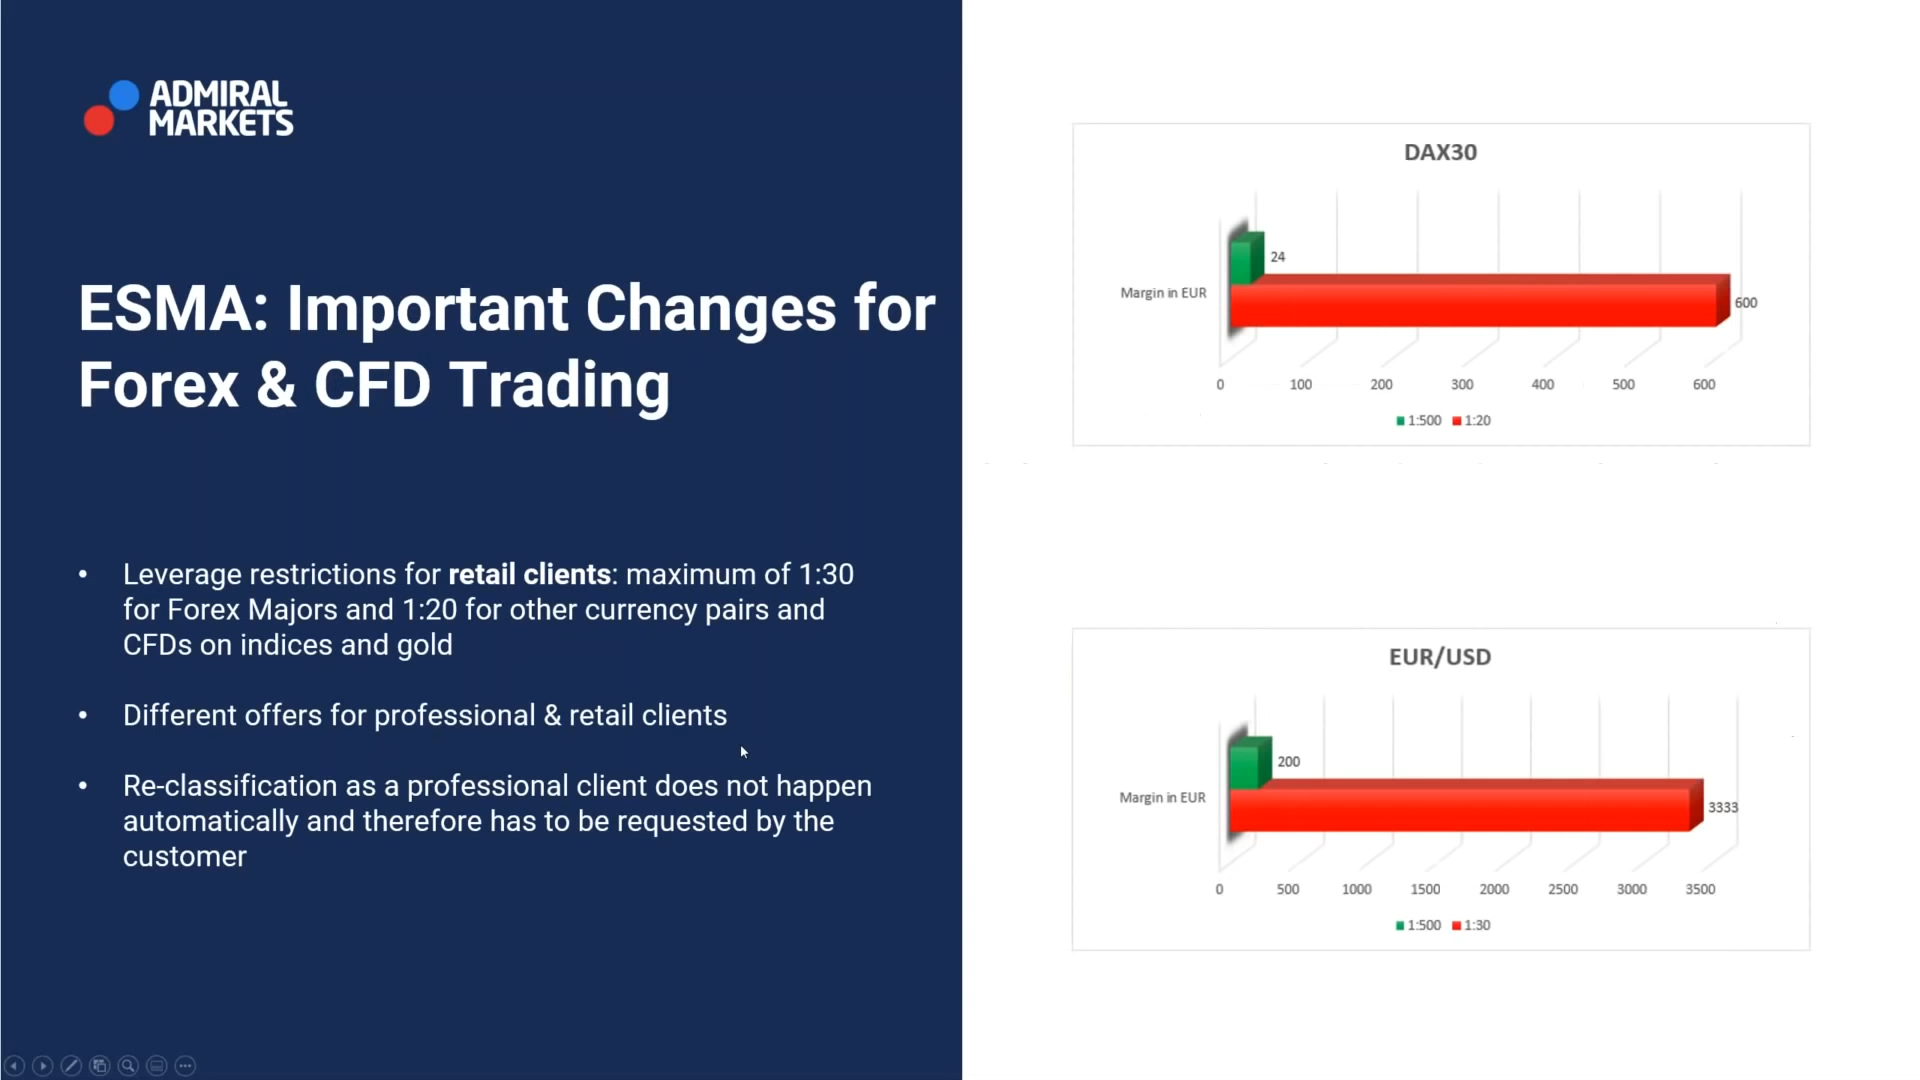 ADMIRAL
MARKETS
ESMA: Important Changes for
Forex & CFD Trading
• Leverage restrictions for retail clients: maximum of 1:30
for Forex Majors and 1:20 for other currency pairs and
CFDs on indices and gold
• Different offers for professional & retail clients
• Re-classification as a professional client does not happen
automatically and therefore has to be requested by the
customer
DAX30
24
Margin in EUR
600
0 100 200 300 400 500 600
1:500 1:20
EUR/USD
200
Margin in EUR
3333
0 500 1000 1500 2000 2500 3000 3500
1:500 1:30